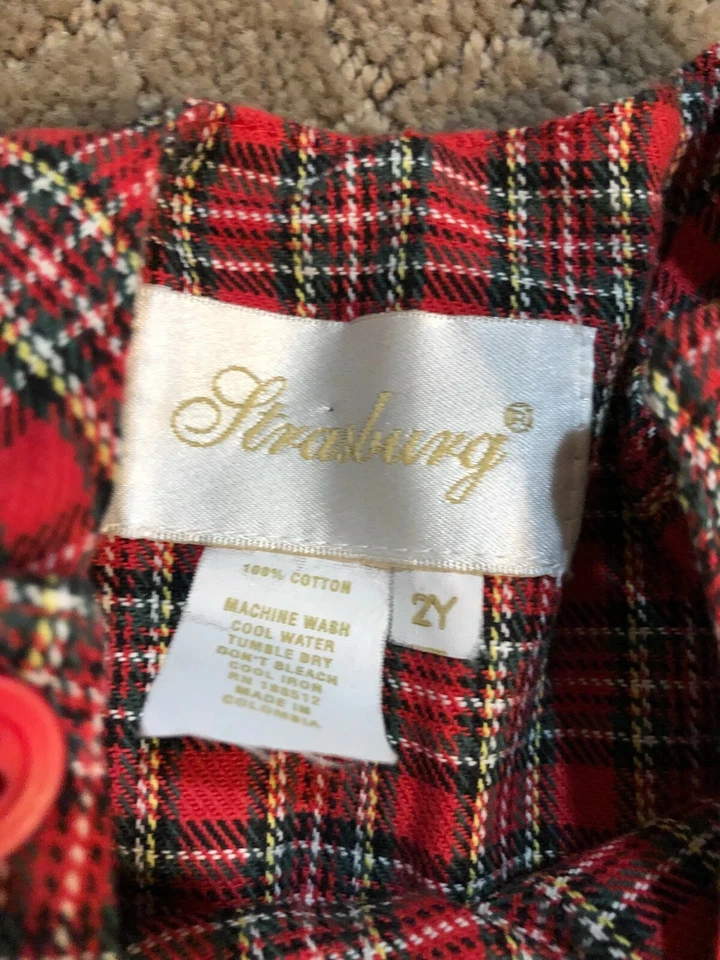 Strasburg®
100% COTTON
MACHINE WASH
COOL WATER
TUMBLE DRY
DON'T BLEACH
COOL IRON
MADE IN
COLOMBIA
2Y